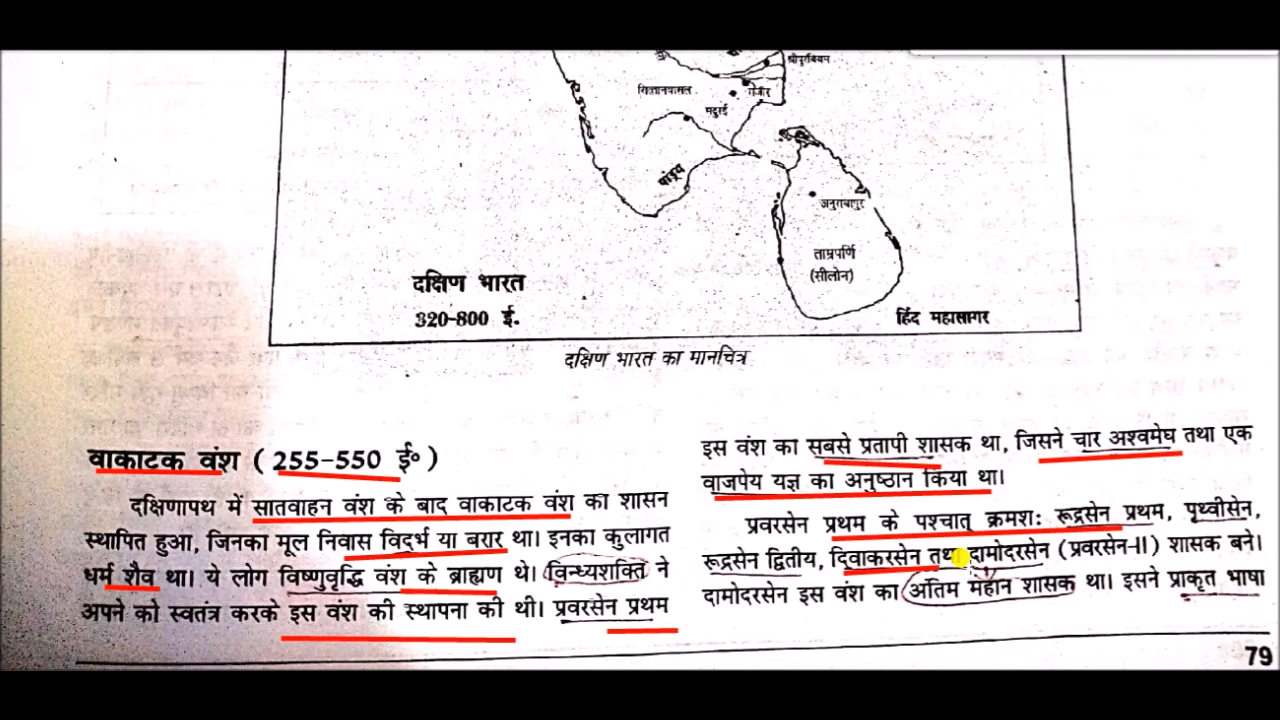 श्रीपुरंबियम
तंजौर
मदुरई
पांड्य
अनुराधापुर
ताम्रपर्णि
(सीलोन)
दक्षिण भारत
320-800 ई.
हिंद महासागर
दक्षिण भारत का मानचित्र
वाकाटक वंश ( 255-550 ई० )
दक्षिणापथ में सातवाहन वंश के बाद वाकाटक वंश का शासन
स्थापित हुआ, जिनका मूल निवास विदर्भ या बरार था। इनका कुलागत
धर्म शैव था। ये लोग विष्णुवृद्धि वंश के ब्राह्मण थे। विन्ध्यशक्ति ने
अपने को स्वतंत्र करके इस वंश की स्थापना की थी। प्रवरसेन प्रथम
इस वंश का सबसे प्रतापी शासक था, जिसने चार अश्वमेघ तथा एक
वाजपेय यज्ञ का अनुष्ठान किया था।
प्रवरसेन प्रथम के पश्चात् क्रमशः रूद्रसेन प्रथम, पृथ्वीसेन,
रूद्रसेन द्वितीय, दिवाकरसेन तथा दामोदरसेन (प्रवरसेन-II) शासक बने।
दामोदरसेन इस वंश का अंतिम महान शासक था। इसने प्राकृत भाषा
79